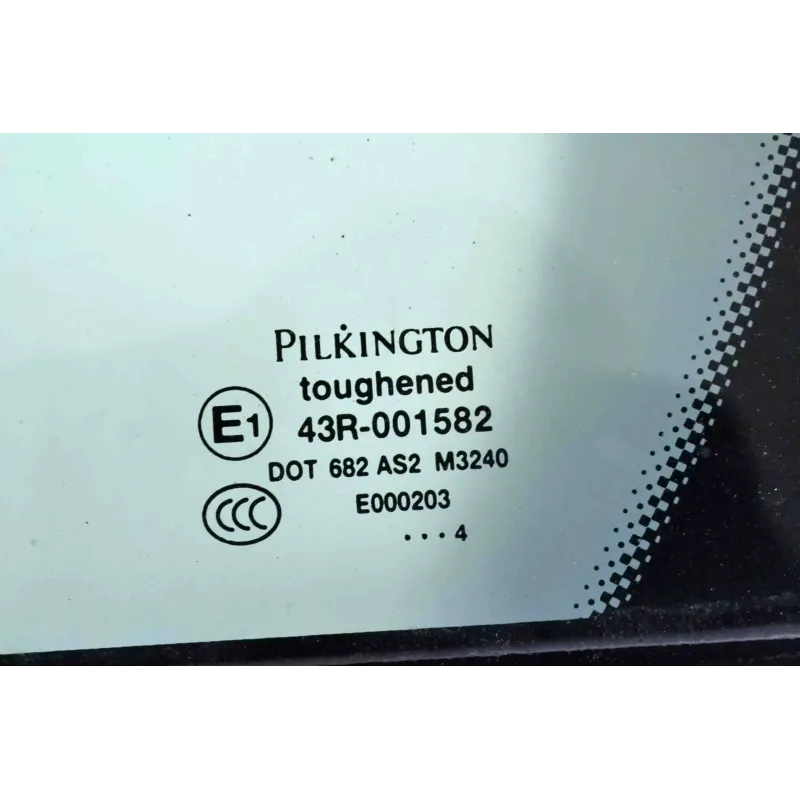 PILKINGTON
toughened
E1 43R-001582
DOT 682 AS2 M3240
CCC E000203
...4